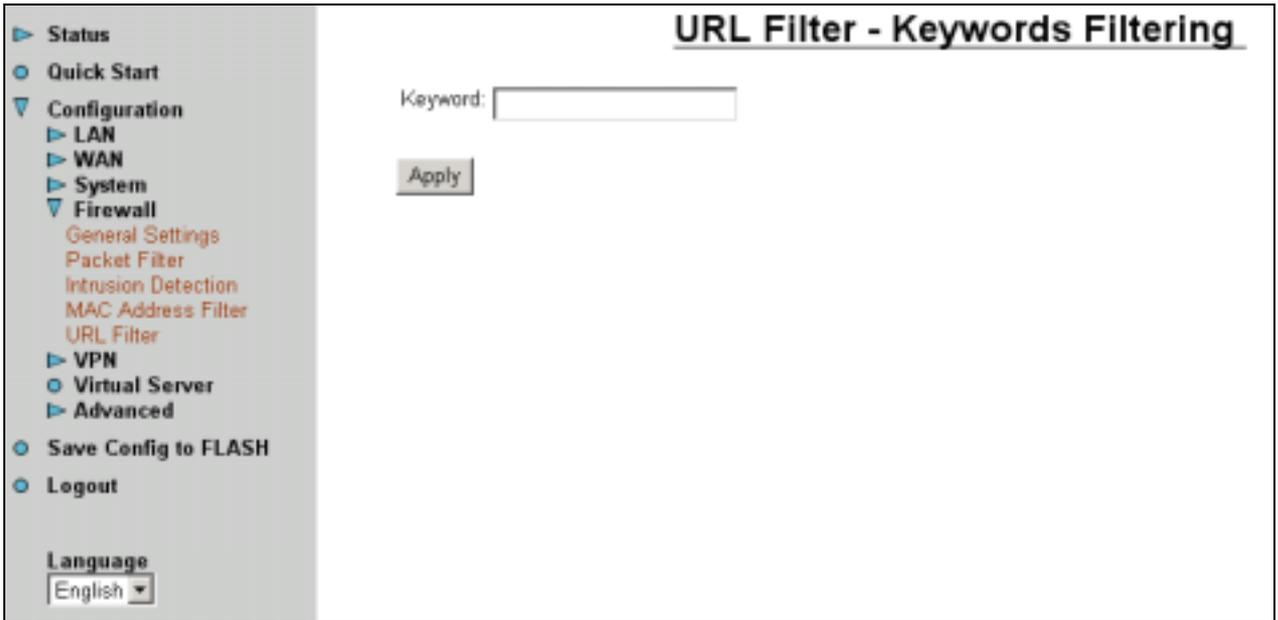 Status
Quick Start
Configuration
LAN
WAN
System
Firewall
General Settings
Packet Filter
Intrusion Detection
MAC Address Filter
URL Filter
VPN
Virtual Server
Advanced
Save Config to FLASH
Logout
Language
English
URL Filter - Keywords Filtering
Keyword:
Apply